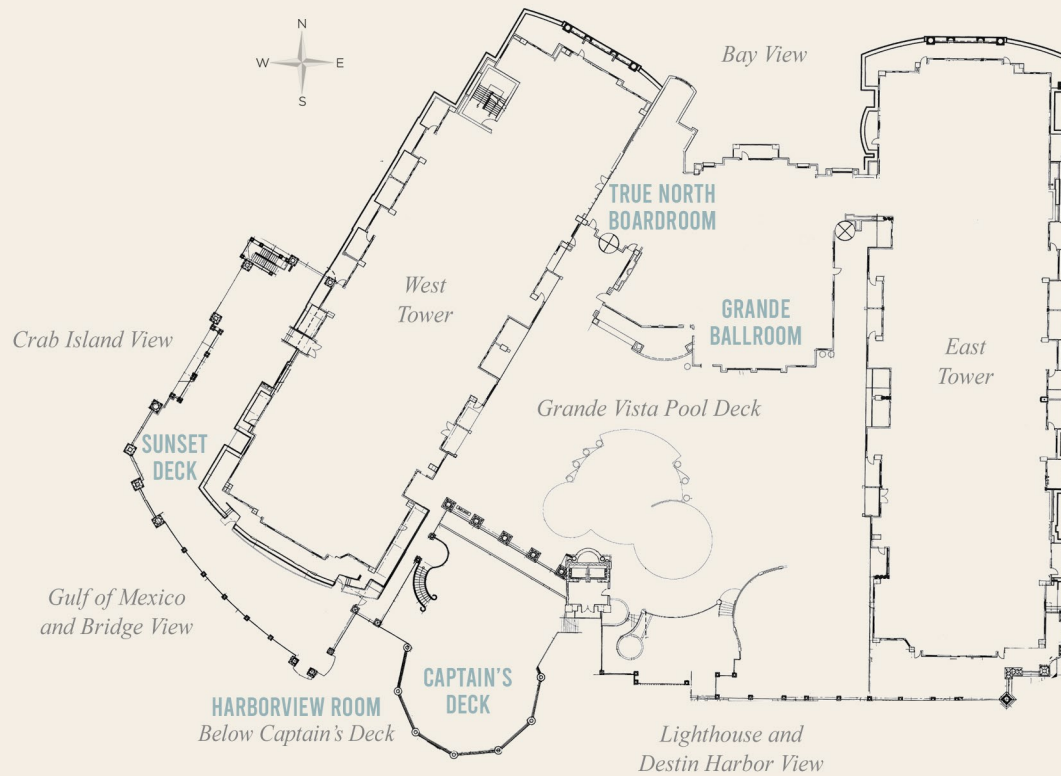 N
W E
S
Bay View
TRUE NORTH
BOARDROOM
West
Tower
GRANDE
BALLROOM
Crab Island View
East
Tower
Grande Vista Pool Deck
SUNSET
DECK
Gulf of Mexico
and Bridge View
CAPTAIN'S
DECK
HARBORVIEW ROOM
Below Captain's Deck
Lighthouse and
Destin Harbor View